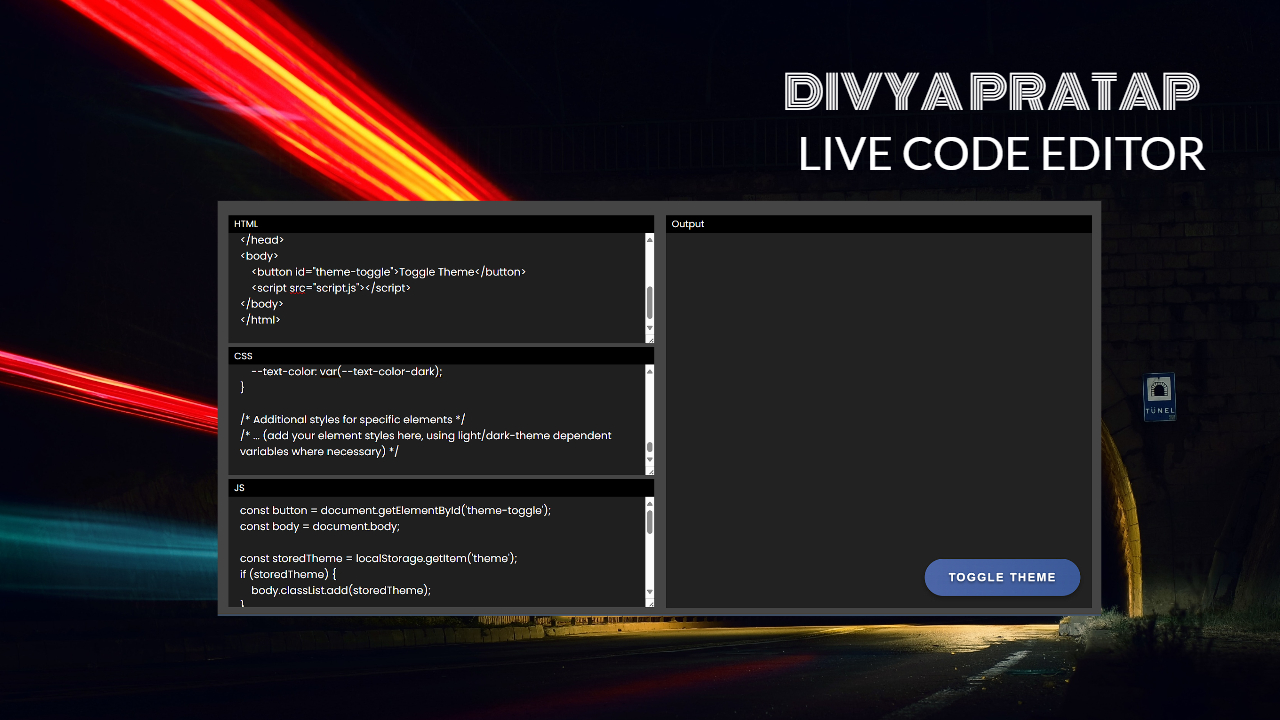 DIVYA PRATAP
LIVE CODE EDITOR
HTML
</head>
<body>
<button id="theme-toggle">Toggle Theme</button>
<script src="script.js"></script>
</body>
</html>
CSS
--text-color: var(--text-color-dark);
}
/* Additional styles for specific elements */
/* ... (add your element styles here, using light/dark-theme dependent
variables where necessary) */
JS
const button = document.getElementById('theme-toggle');
const body = document.body;
const storedTheme = localStorage.getItem('theme');
if (storedTheme) {
body.classList.add(storedTheme);
}
Output
TOGGLE THEME
TÜNEL